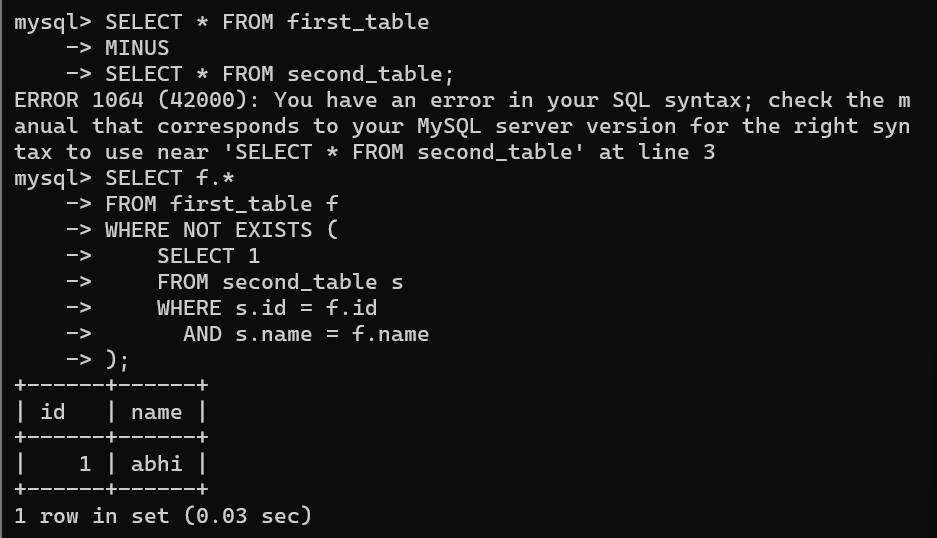 mysql> SELECT * FROM first_table
    -> MINUS
    -> SELECT * FROM second_table;
ERROR 1064 (42000): You have an error in your SQL syntax; check the m
anual that corresponds to your MySQL server version for the right syn
tax to use near 'SELECT * FROM second_table' at line 3
mysql> SELECT f.*
    -> FROM first_table f
    -> WHERE NOT EXISTS (
    ->     SELECT 1
    ->     FROM second_table s
    ->     WHERE s.id = f.id
    ->       AND s.name = f.name
    -> );
+------+------+
| id   | name |
+------+------+
|    1 | abhi |
+------+------+
1 row in set (0.03 sec)